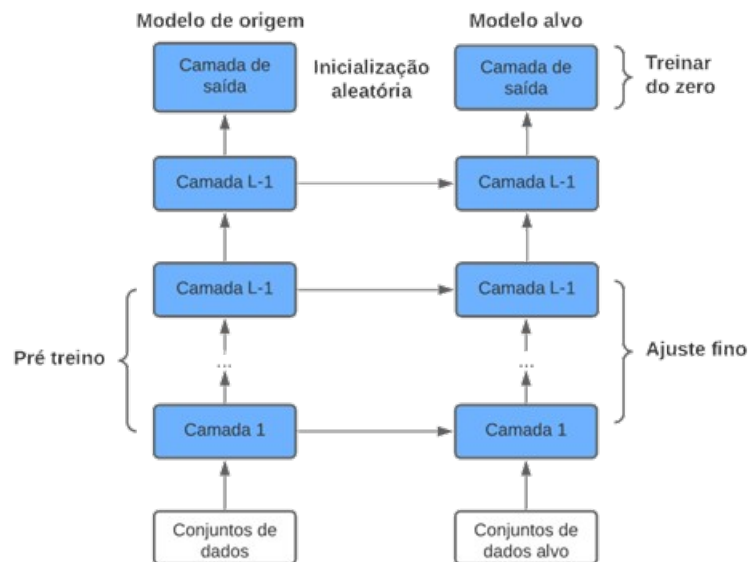 Modelo de origem
Modelo alvo
Camada de
saída
Inicialização
aleatória
Camada de
saída
Treinar
do zero
Camada L-1
Camada L-1
Camada L-1
Camada L-1
Pré treino
Ajuste fino
...
...
Camada 1
Camada 1
Conjuntos de
dados
Conjuntos de
dados alvo